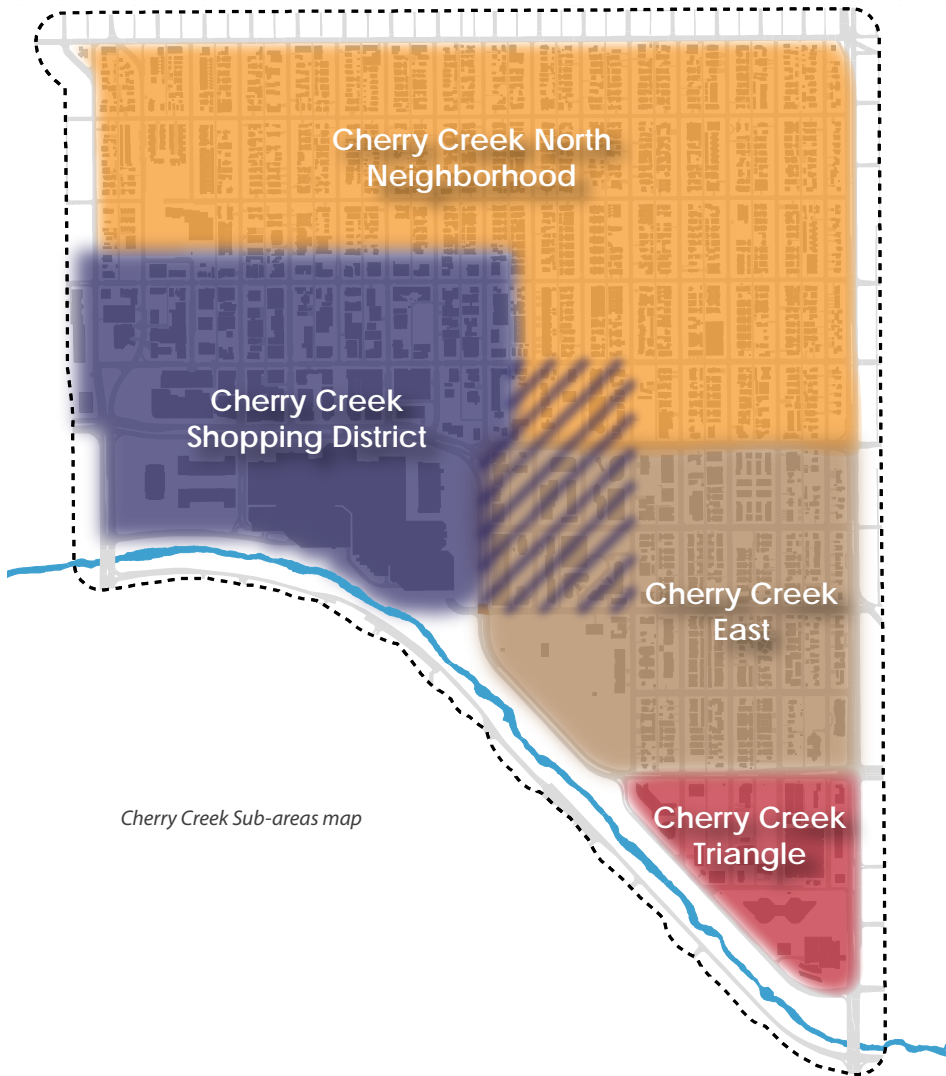 Cherry Creek North
Neighborhood
Cherry Creek
Shopping District
Cherry Creek
East
Cherry Creek
Triangle
Cherry Creek Sub-areas map